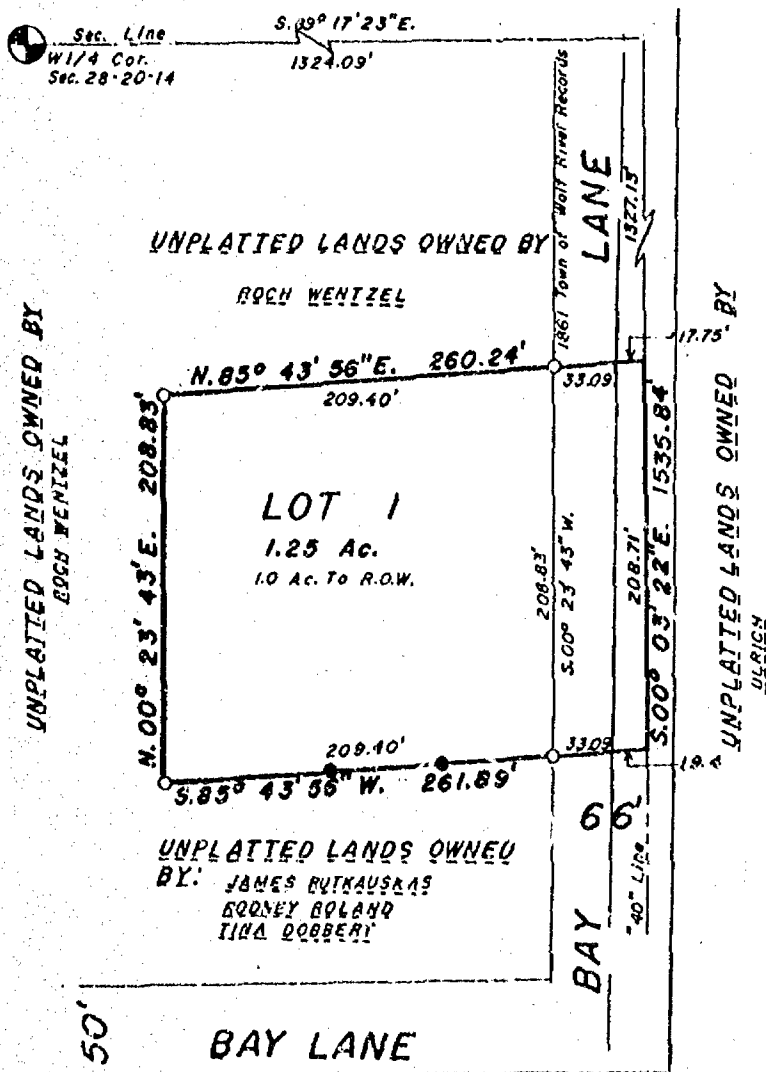 Sec. Line
W1/4 Cor.
Sec. 28-20-14
S. 89° 17' 23" E.
1324.09'
1861 Town of Wolf River Records
LANE
1327.13'
UNPLATTED LANDS OWNED BY
ROCH WENTZEL
17.75'
N. 85° 43' 56" E. 260.24'
209.40'
33.09
UNPLATTED LANDS OWNED BY
ROCH WENTZEL
N. 00° 23' 43" E. 208.83'
LOT 1
1.25 Ac.
1.0 Ac. To R.O.W.
208.83'
S. 00° 23' 43" W.
208.71'
S. 00° 03' 22" E. 1535.84'
UNPLATTED LANDS OWNED BY
ULRICH
209.40'
33.09
S. 85° 43' 56" W. 261.89'
19.4
66'
UNPLATTED LANDS OWNED
BY: JAMES RUTKAUSKAS
RODNEY BOLAND
TINA DOBBERT
"40" Line
BAY
50'
BAY LANE